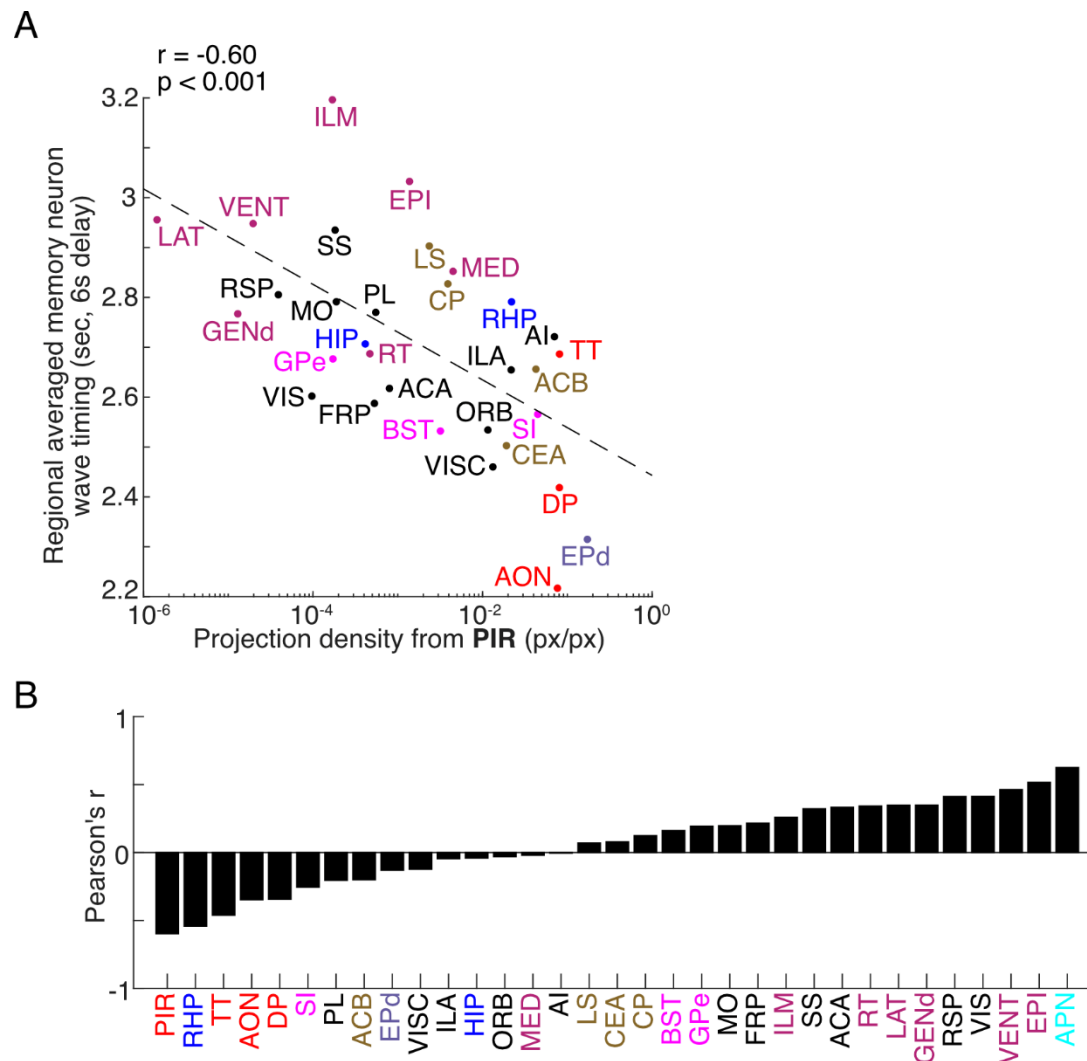 A
r = -0.60
p < 0.001
3.2
3
2.8
2.6
2.4
2.2
Regional averaged memory neuron
wave timing (sec, 6s delay)
ILM
EPI
VENT
LAT
SS
LS
MED
CP
RSP
MO
PL
RHP
GENd
HIP
RT
AI
TT
GPe
ILA
ACB
VIS
FRP
ACA
ORB
BST
SI
VISC
CEA
DP
EPd
AON
10-6
10-4
10-2
100
Projection density from PIR (px/px)
B
1
0
-1
Pearson's r
PIR
RHP
TT
AON
DP
SI
PL
ACB
EPd
VISC
ILA
HIP
ORB
MED
AI
LS
CEA
CP
BST
GPe
MO
FRP
ILM
SS
ACA
RT
LAT
GENd
RSP
VIS
VENT
EPI
APN